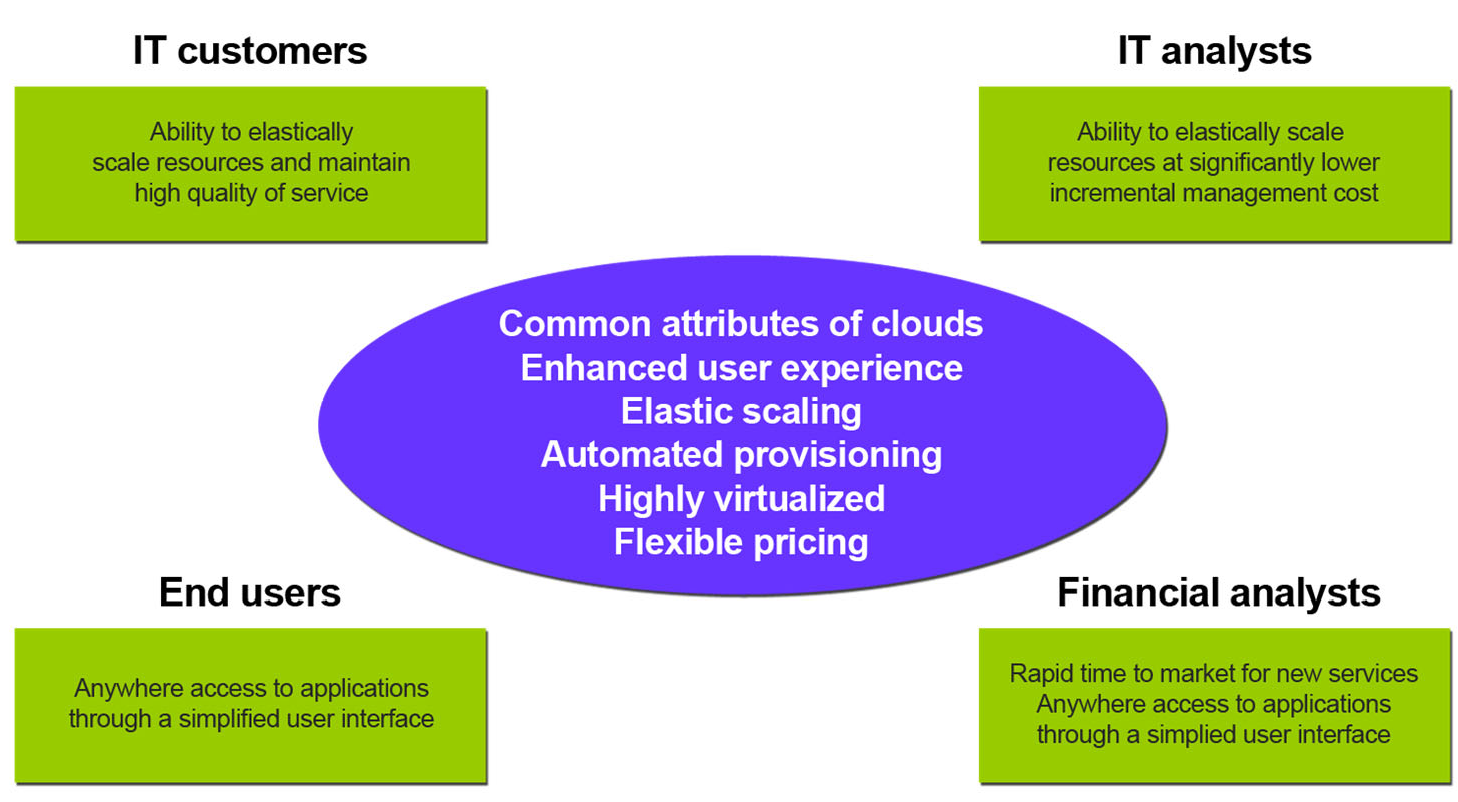 IT customers
Ability to elastically
scale resources and maintain
high quality of service
IT analysts
Ability to elastically scale
resources at significantly lower
incremental management cost
Common attributes of clouds
Enhanced user experience
Elastic scaling
Automated provisioning
Highly virtualized
Flexible pricing
End users
Anywhere access to applications
through a simplified user interface
Financial analysts
Rapid time to market for new services
Anywhere access to applications
through a simplied user interface